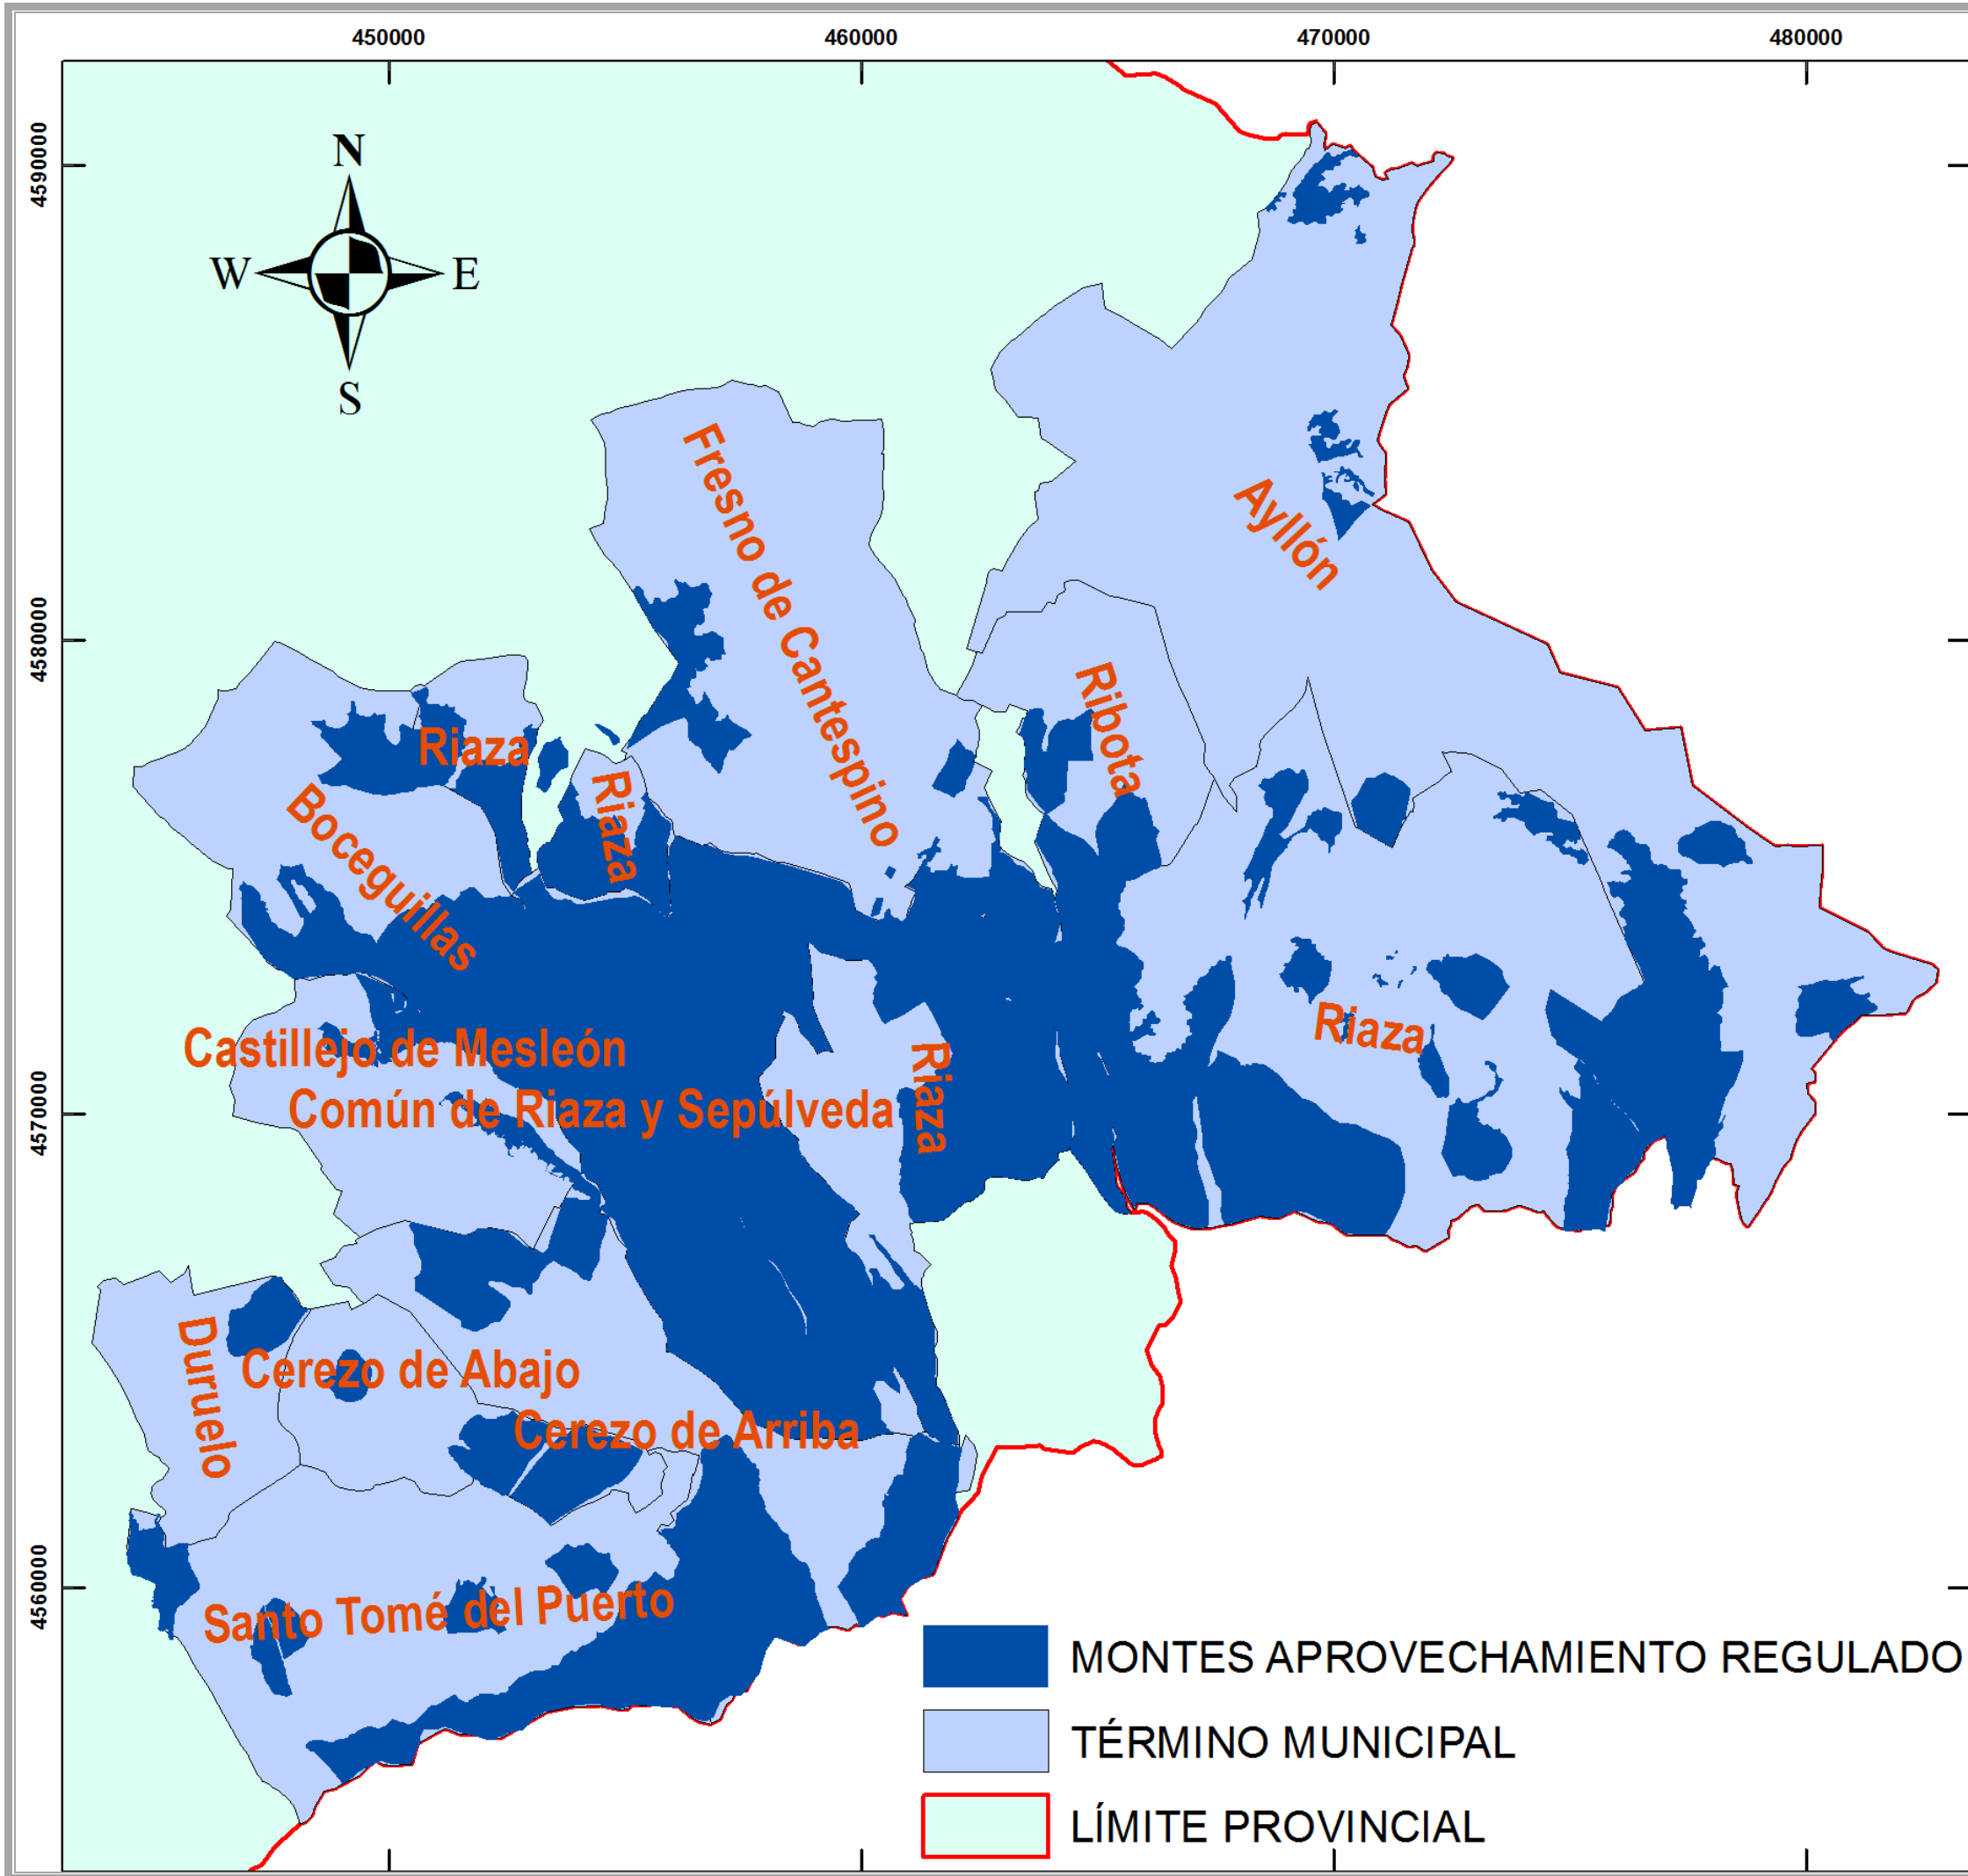 450000
460000
470000
480000
4590000
4580000
4570000
4560000
N
W
E
S
Fresno de Cantespino
Ayllón
Ribota
Riaza
Riaza
Boceguillas
Riaza
Riaza
Castillejo de Mesleón
Común de Riaza y Sepúlveda
Duruelo
Cerezo de Abajo
Cerezo de Arriba
Santo Tomé del Puerto
MONTES APROVECHAMIENTO REGULADO
TÉRMINO MUNICIPAL
LÍMITE PROVINCIAL